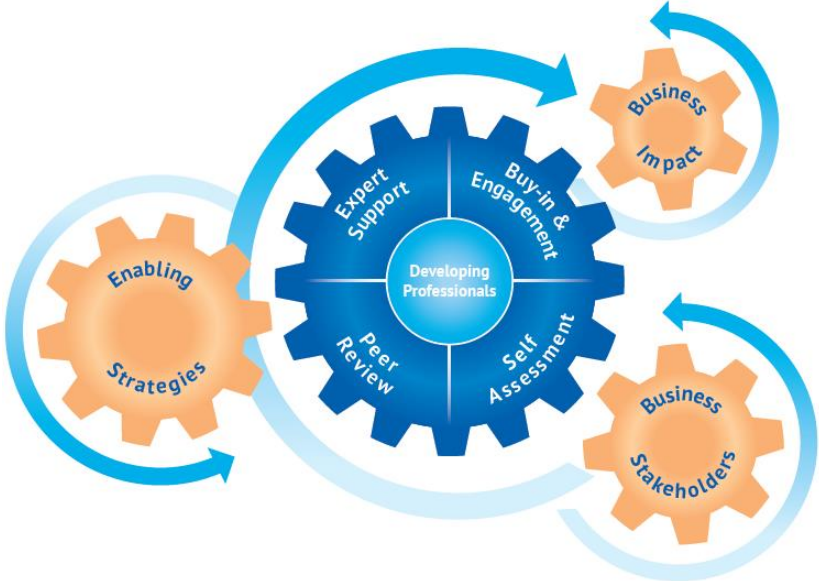 Business
Impact
Expert
Support
Buy-in &
Engagement
Enabling
Strategies
Developing
Professionals
Peer
Review
Self
Assessment
Business
Stakeholders